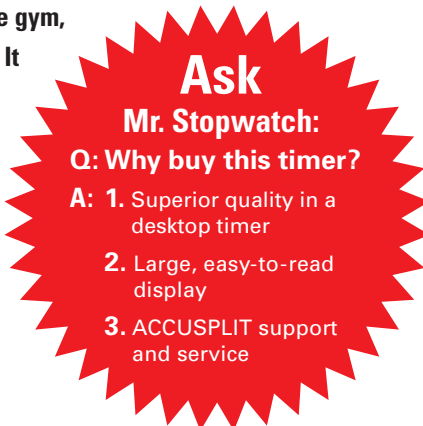 e gym,
It
Ask
Mr. Stopwatch:
Q: Why buy this timer?
A: 1. Superior quality in a
desktop timer
2. Large, easy-to-read
display
3. ACCUSPLIT support
and service